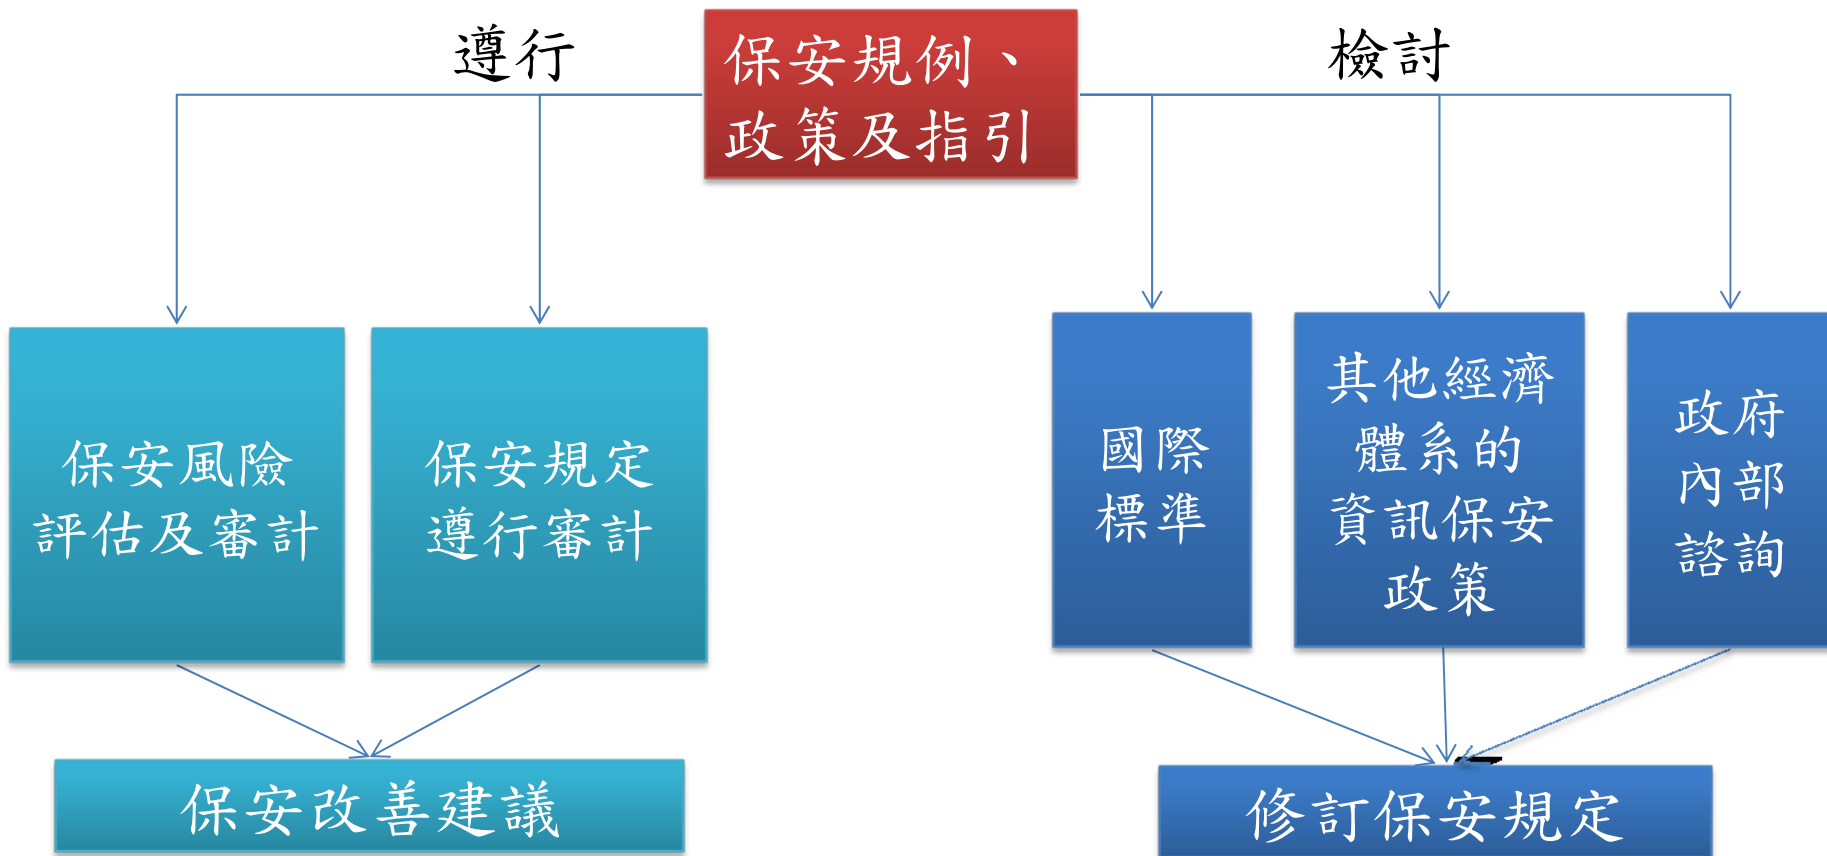 遵行
保安規例、
政策及指引
檢討
保安風險
評估及審計
保安規定
遵行審計
國際
標準
其他經濟
體系的
資訊保安
政策
政府
內部
諮詢
保安改善建議
修訂保安規定